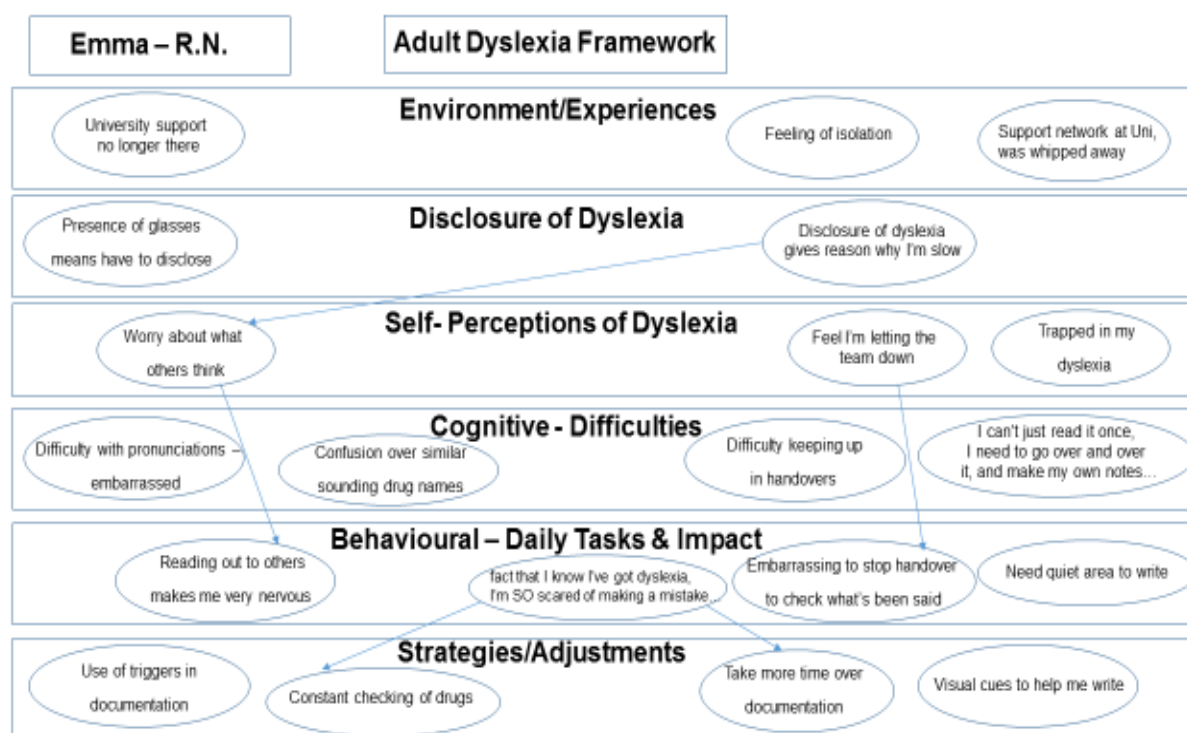 Emma – R.N.
Adult Dyslexia Framework
Environment/Experiences
University support
no longer there
Feeling of isolation
Support network at Uni,
was whipped away
Disclosure of Dyslexia
Presence of glasses
means have to disclose
Disclosure of dyslexia
gives reason why I'm slow
Self- Perceptions of Dyslexia
Worry about what
others think
Feel I'm letting the
team down
Trapped in my
dyslexia
Cognitive - Difficulties
Difficulty with pronunciations –
embarrassed
Confusion over similar
sounding drug names
Difficulty keeping up
in handovers
I can't just read it once,
I need to go over and over
it, and make my own notes...
Behavioural – Daily Tasks & Impact
Reading out to others
makes me very nervous
fact that I know I've got dyslexia,
I'm SO scared of making a mistake...
Embarrassing to stop handover
to check what's been said
Need quiet area to write
Strategies/Adjustments
Use of triggers in
documentation
Constant checking of drugs
Take more time over
documentation
Visual cues to help me write